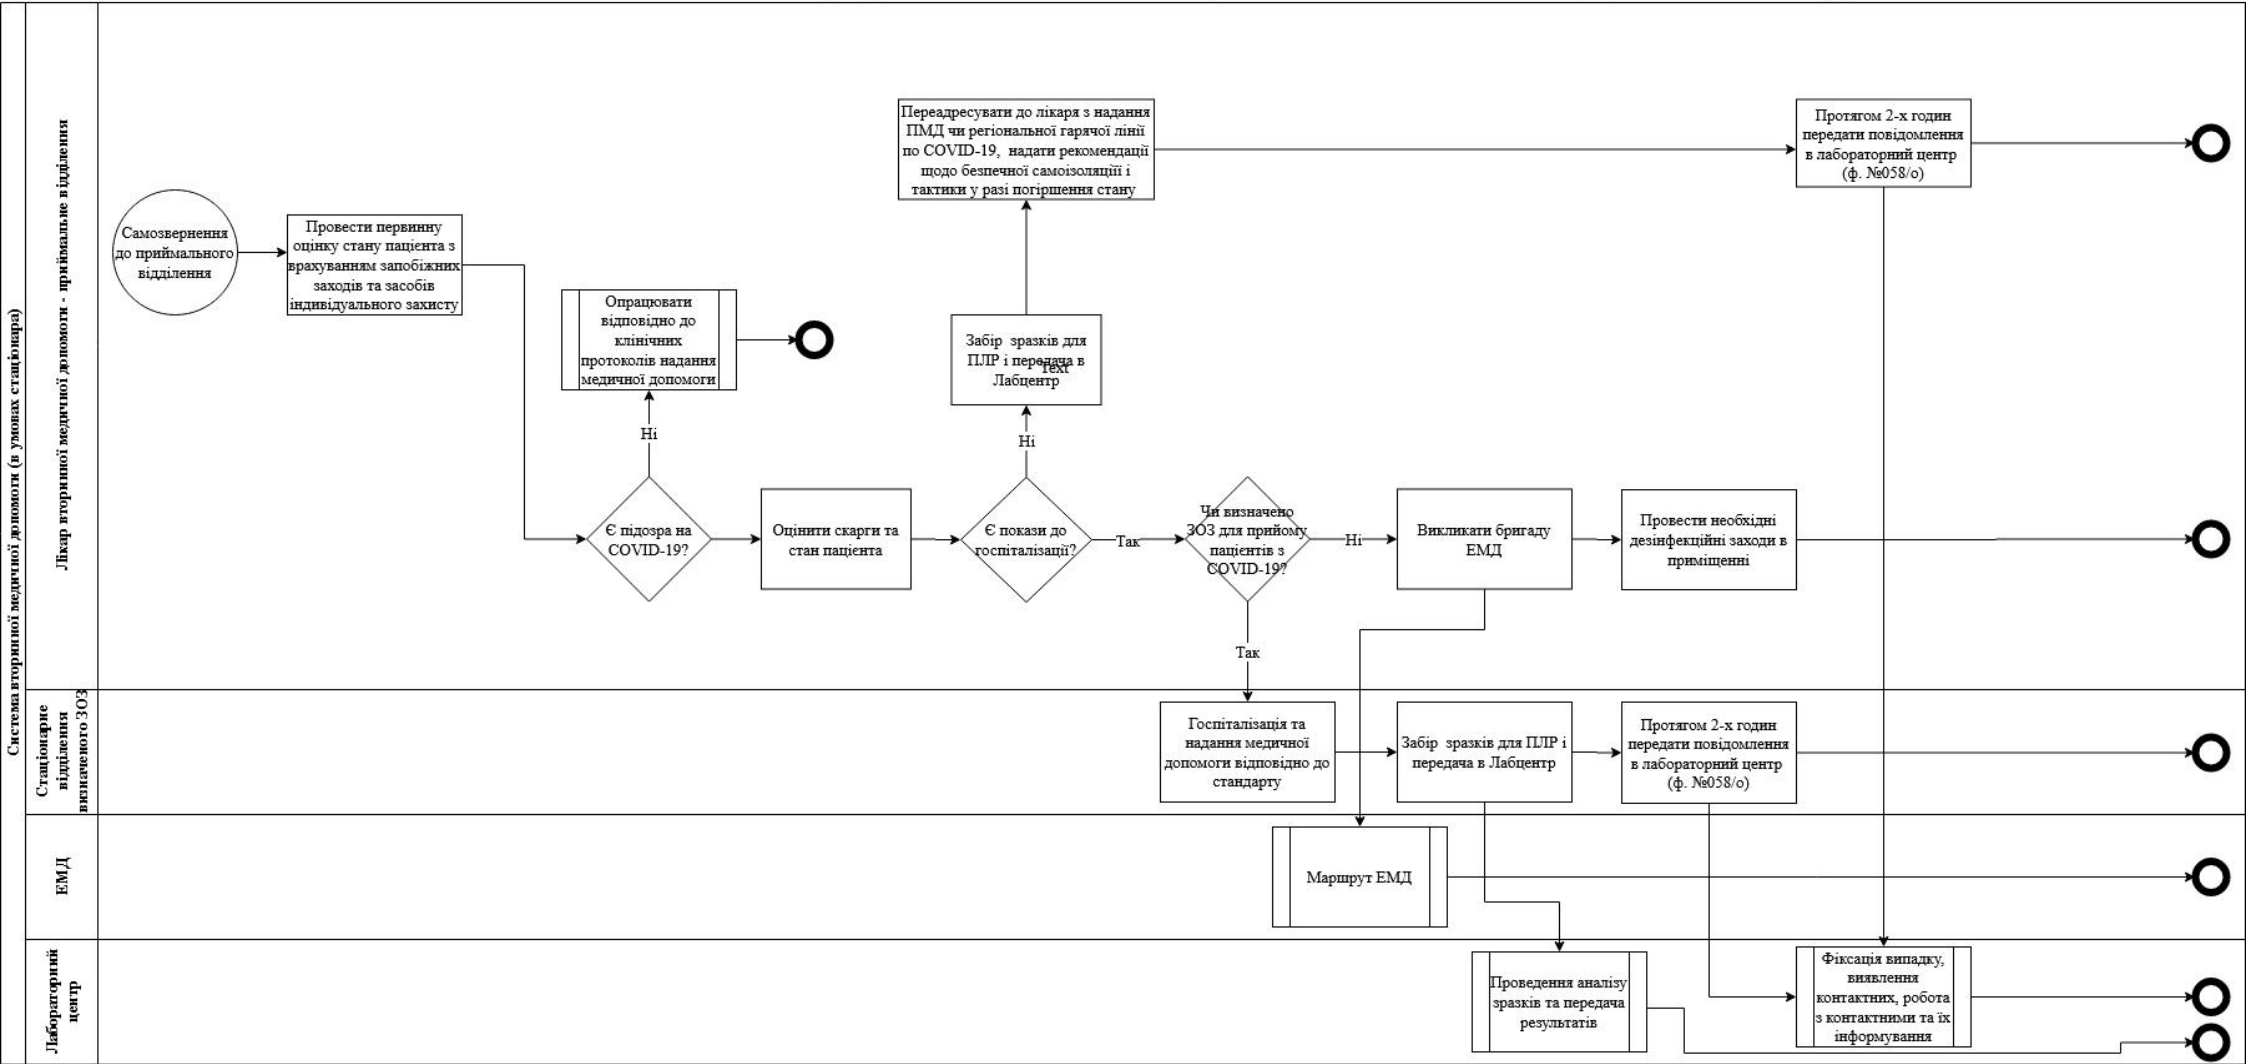 Система вторинної медичної допомоги (в умовах стаціонара)
Лікар вторинної медичної допомоги - приймальне відділення
Самозвернення
до приймального
відділення
Провести первинну
оцінку стану пацієнта з
врахуванням запобіжних
заходів та засобів
індивідуального захисту
Опрацювати
відповідно до
клінічних
протоколів надання
медичної допомоги
Ні
Є підозра на
COVID-19?
Оцінити скарги та
стан пацієнта
Переадресувати до лікаря з надання
ПМД чи регіональної гарячої лінії
по COVID-19, надати рекомендації
щодо безпечної самоізоляціїі і
тактики у разі погіршення стану
Забір зразків для
ПЛР і передача в
Text
Лабцентр
Ні
Є покази до
госпіталізації?
Так
Чи визначено
ЗОЗ для прийому
пацієнтів з
COVID-19?
Ні
Так
Викликати бригаду
ЕМД
Провести необхідні
дезінфекційні заходи в
приміщенні
Протягом 2-х годин
передати повідомлення
в лабораторний центр
(ф. №058/о)
Стаціонарне
відділення
визначеного ЗОЗ
Госпіталізація та
надання медичної
допомоги відповідно до
стандарту
Забір зразків для ПЛР і
передача в Лабцентр
Протягом 2-х годин
передати повідомлення
в лабораторний центр
(ф. №058/о)
ЕМД
Маршрут ЕМД
Лабораторний
центр
Проведення аналізу
зразків та передача
результатів
Фіксація випадку,
виявлення
контактних, робота
з контактними та їх
інформування